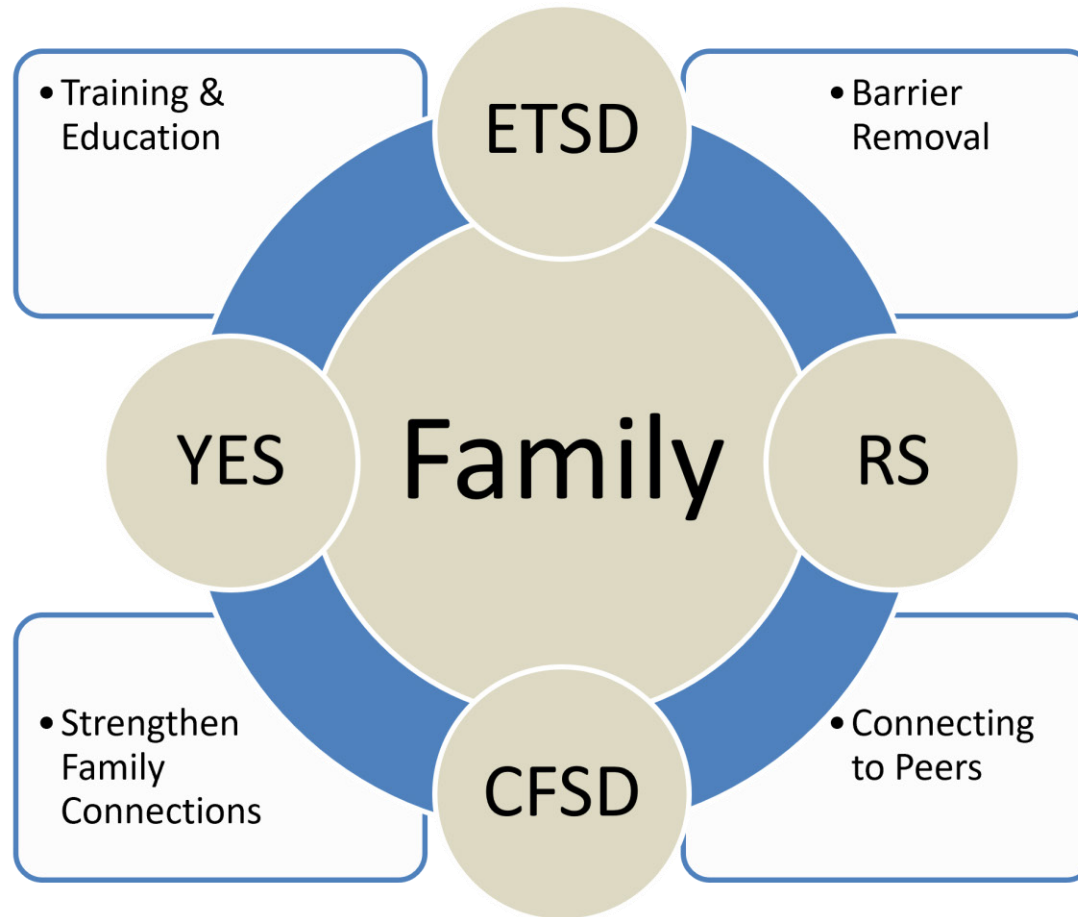 • Training &
Education
ETSD
• Barrier
Removal
YES
Family
RS
• Strengthen
Family
Connections
CFSD
• Connecting
to Peers